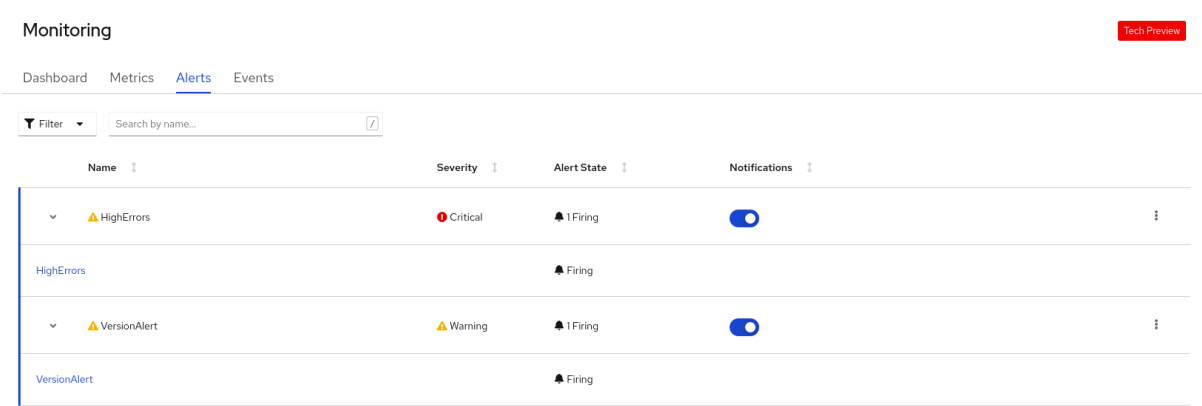 Monitoring
Tech Preview
Dashboard Metrics Alerts Events
Filter Search by name... /
Name Severity Alert State Notifications
HighErrors Critical 1 Firing
HighErrors Firing
VersionAlert Warning 1 Firing
VersionAlert Firing